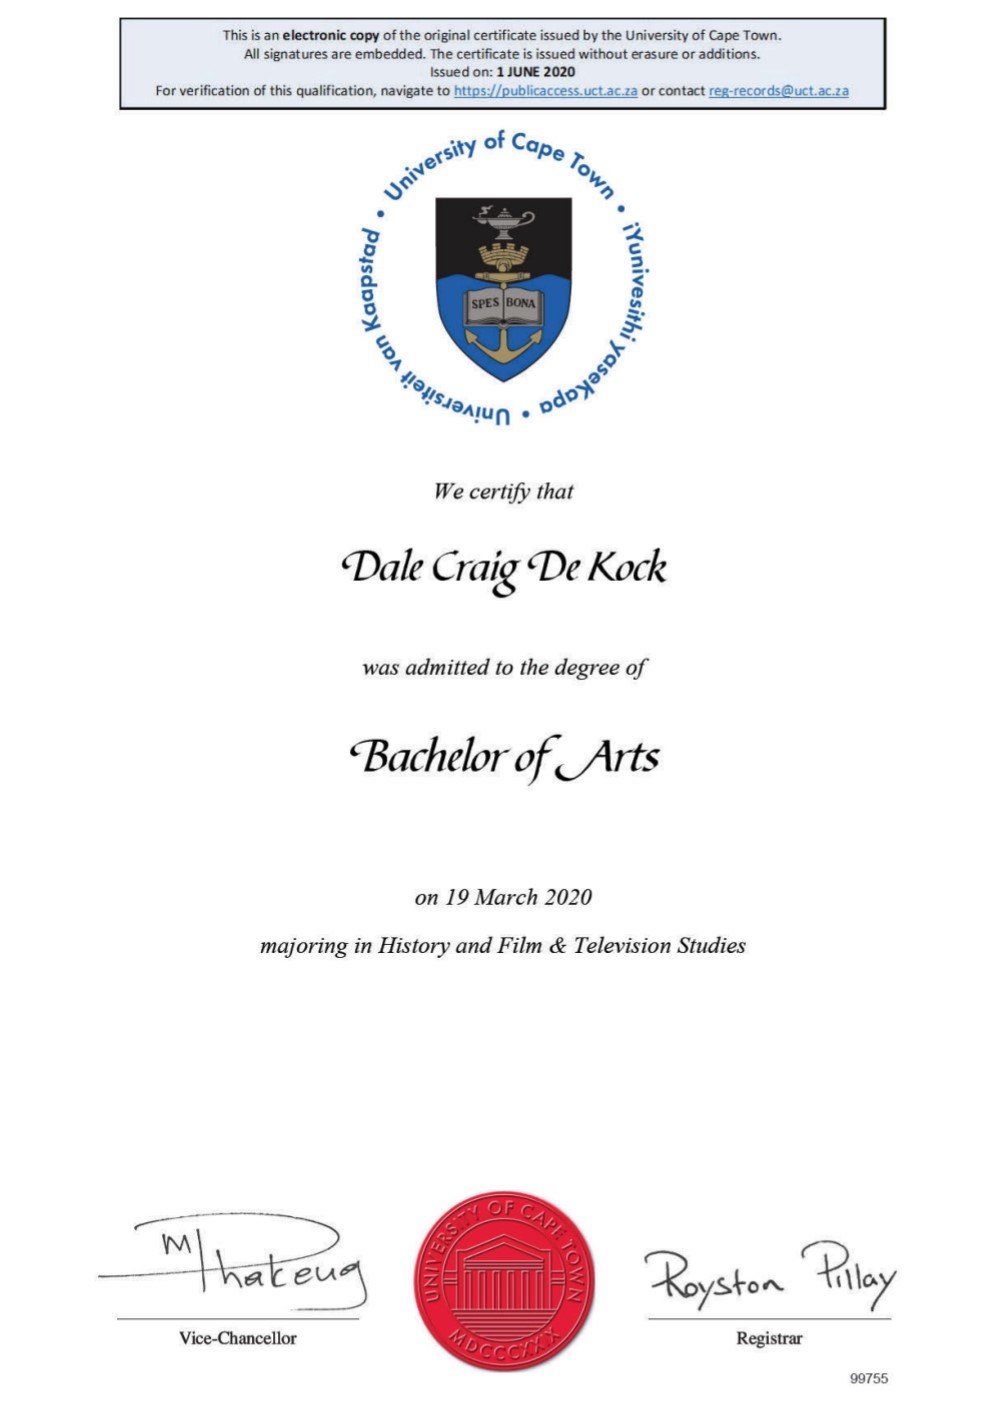 This is an electronic copy of the original certificate issued by the University of Cape Town.
All signatures are embedded. The certificate is issued without erasure or additions.
Issued on: 1 JUNE 2020
For verification of this qualification, navigate to https://publicaccess.uct.ac.za or contact reg-records@uct.ac.za
University of Cape Town • iYunivesithi yaseKapa • Universiteit van Kaapstad •
SPES BONA
We certify that
Dale Craig De Kock
was admitted to the degree of
Bachelor of Arts
on 19 March 2020
majoring in History and Film & Television Studies
M Phakeng
UNIVERSITY OF CAPE TOWN
MDCCCXXIX
Royston Pillay
Vice-Chancellor
Registrar
99755